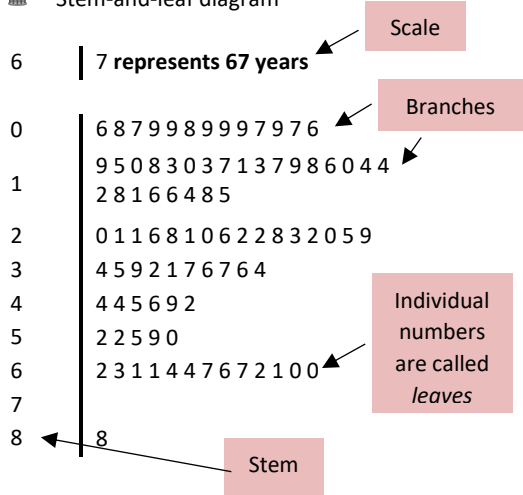 Stem-and-leaf diagram
Scale
6 7 represents 67 years
Branches
0 6 8 7 9 9 8 9 9 9 7 9 7 6
1 9 5 0 8 3 0 3 7 1 3 7 9 8 6 0 4 4
2 8 1 6 6 4 8 5
2 0 1 1 6 8 1 0 6 2 2 8 3 2 0 5 9
3 4 5 9 2 1 7 6 7 6 4
4 4 4 5 6 9 2
5 2 2 5 9 0
6 2 3 1 1 4 4 7 6 7 2 1 0 0
7
8 8
Individual
numbers
are called
leaves
Stem